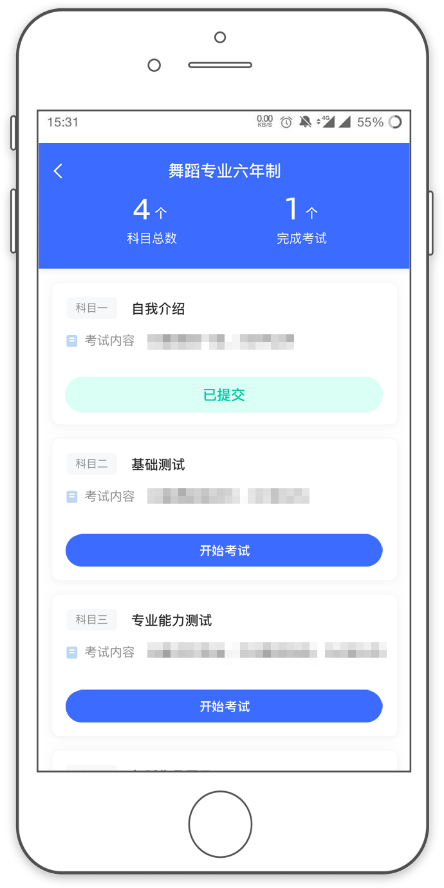 15:31
0.00 KB/S 4G 55%
舞蹈专业六年制
4 个 1 个
科目总数 完成考试
科目一 自我介绍
考试内容
已提交
科目二 基础测试
考试内容
开始考试
科目三 专业能力测试
考试内容
开始考试